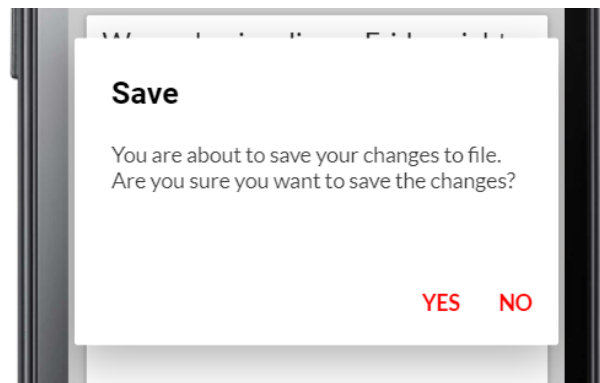 Save
You are about to save your changes to file.
Are you sure you want to save the changes?
YES NO